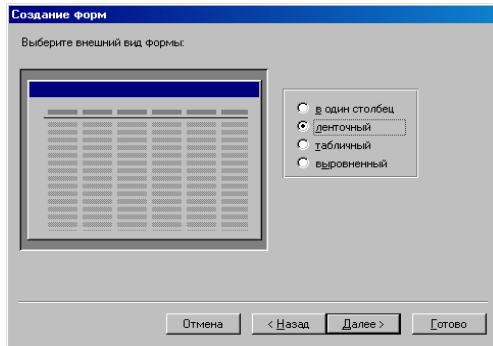 Создание форм
Выберите внешний вид формы:
в один столбец
ленточный
табличный
выровненный
Отмена
< Назад
Далее >
Готово